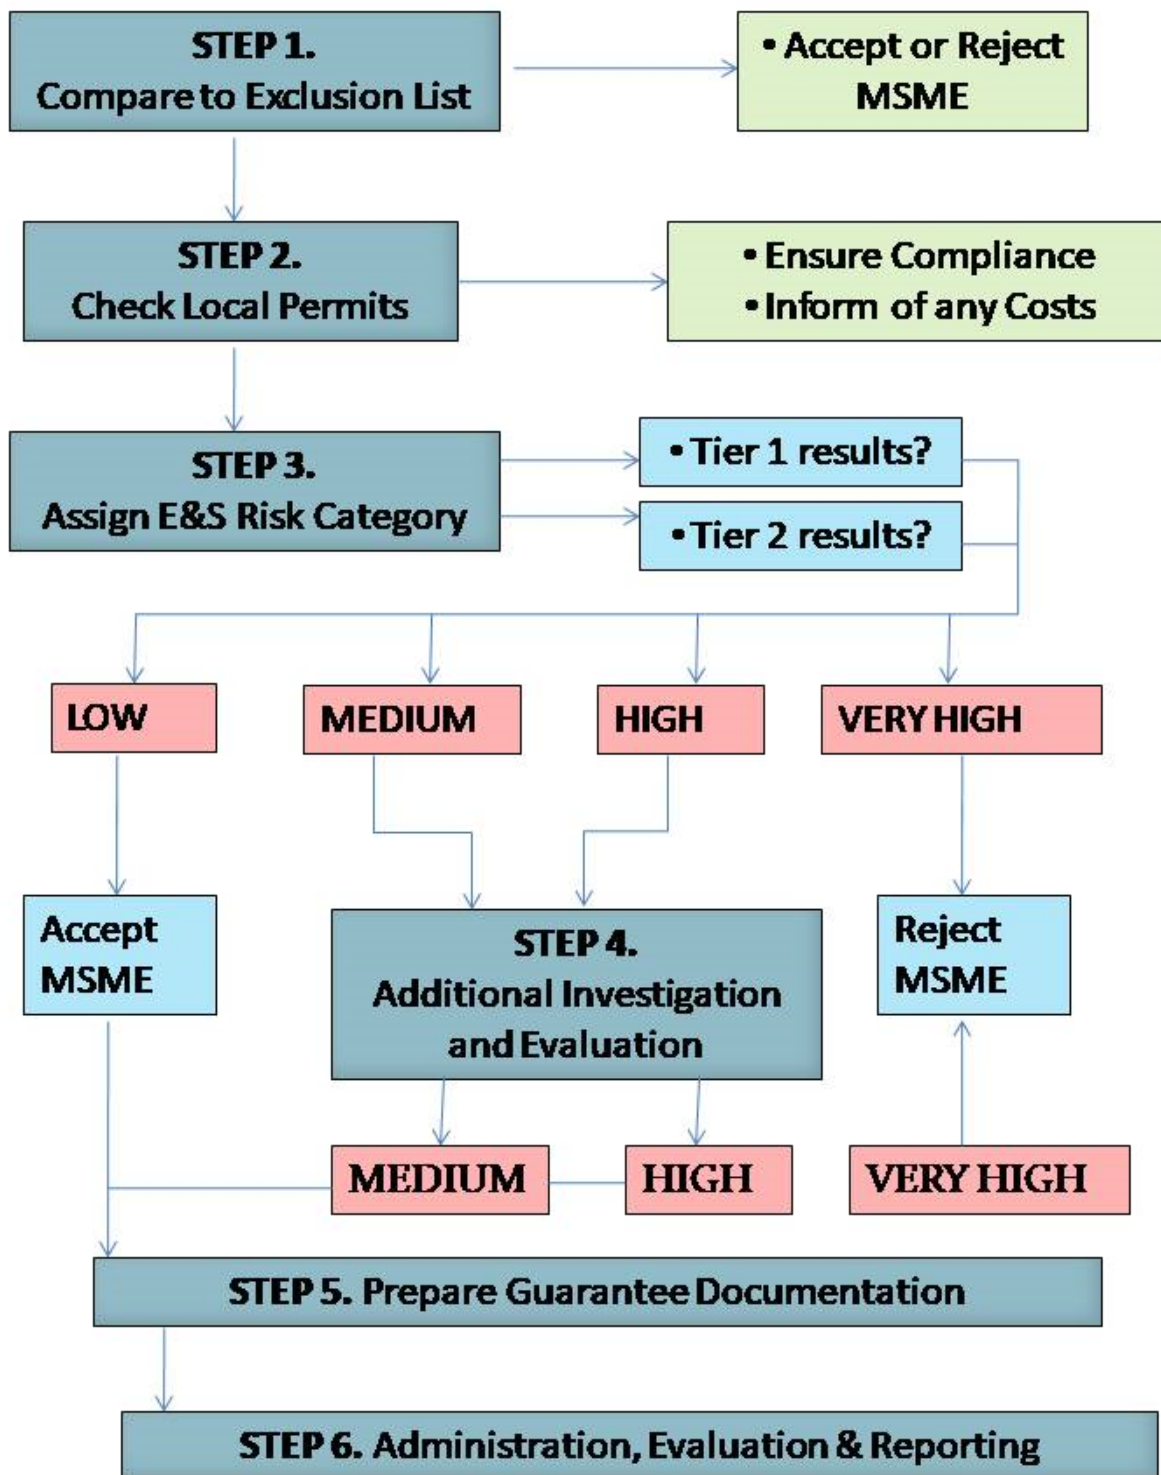 STEP 1.
Compare to Exclusion List
• Accept or Reject
MSME
STEP 2.
Check Local Permits
• Ensure Compliance
• Inform of any Costs
STEP 3.
Assign E&S Risk Category
• Tier 1 results?
• Tier 2 results?
LOW
MEDIUM
HIGH
VERY HIGH
Accept
MSME
STEP 4.
Additional Investigation
and Evaluation
Reject
MSME
MEDIUM
HIGH
VERY HIGH
STEP 5. Prepare Guarantee Documentation
STEP 6. Administration, Evaluation & Reporting